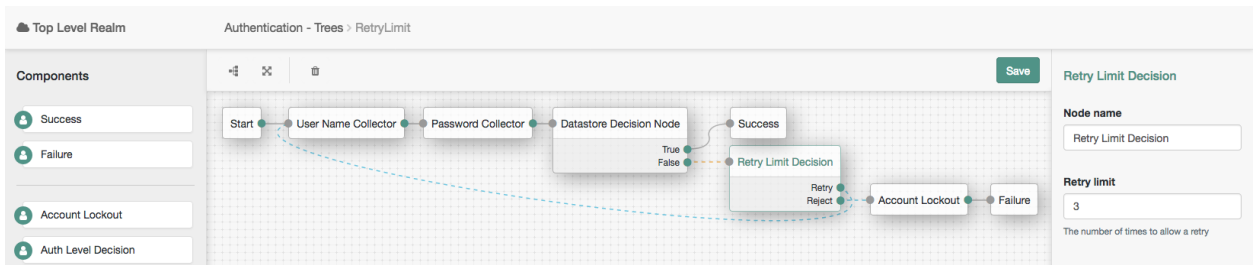 Top Level Realm
Authentication - Trees > RetryLimit
Components
Save
Retry Limit Decision
Success
Failure
Account Lockout
Auth Level Decision
Start
User Name Collector
Password Collector
Datastore Decision Node
True
False
Success
Retry Limit Decision
Retry
Reject
Account Lockout
Failure
Node name
Retry Limit Decision
Retry limit
3
The number of times to allow a retry